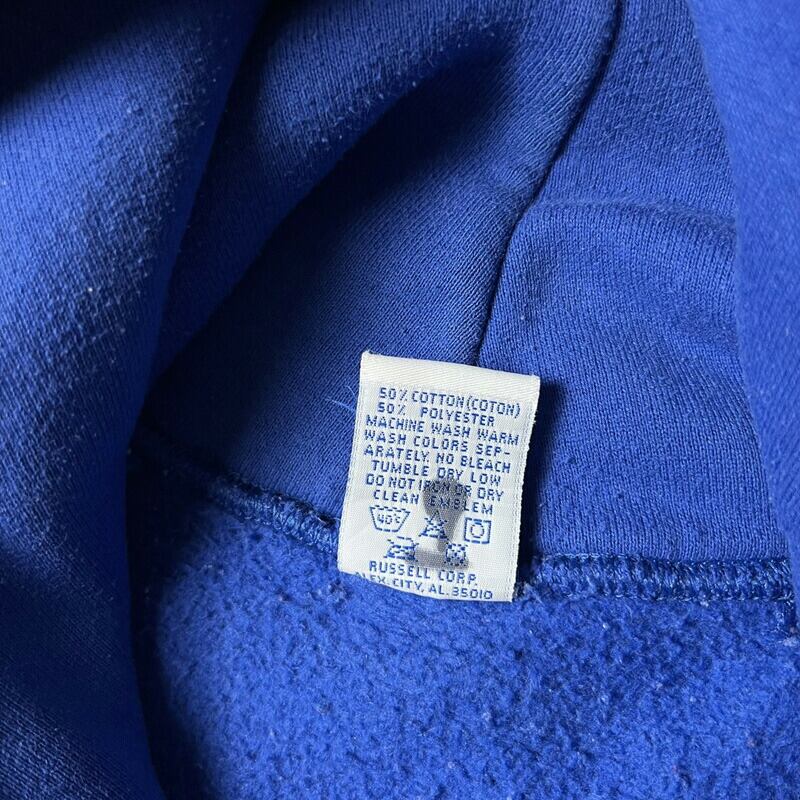 50% COTTON(COTON)
50% POLYESTER
MACHINE WASH WARM
WASH COLORS SEP-
ARATELY. NO BLEACH
TUMBLE DRY LOW
DO NOT IRON OR DRY
CLEAN EMBLEM
40°C
RUSSELL CORP.
ALEX. CITY, AL. 35010